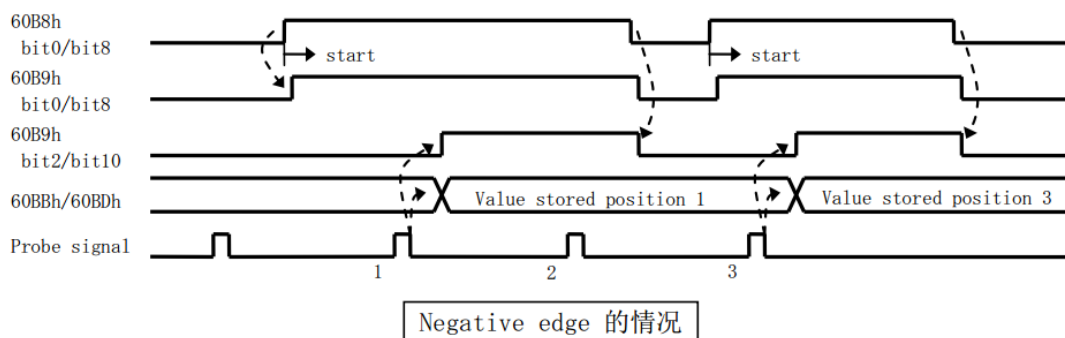 60B8h
bit0/bit8
start
start
60B9h
bit0/bit8
60B9h
bit2/bit10
60BBh/60BDh
Value stored position 1
Value stored position 3
Probe signal
1
2
3
Negative edge 的情况